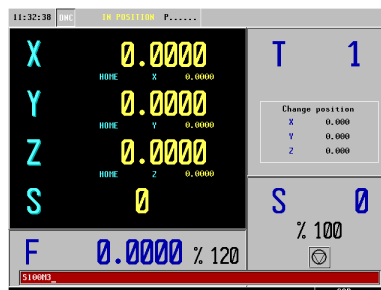 11:32:38 DNC IN POSITION P......
X 0.0000
HOME X 0.0000
Y 0.0000
HOME Y 0.0000
Z 0.0000
HOME Z 0.0000
S 0
F 0.0000 % 120
T 1
Change position
X 0.000
Y 0.000
Z 0.000
S 0
% 100
S100M3_